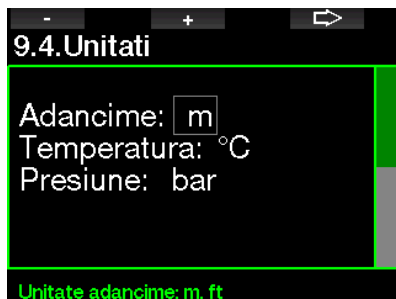 - +
9.4.Unitati
Adancime: m
Temperatura: °C
Presiune: bar
Unitate adancime: m, ft